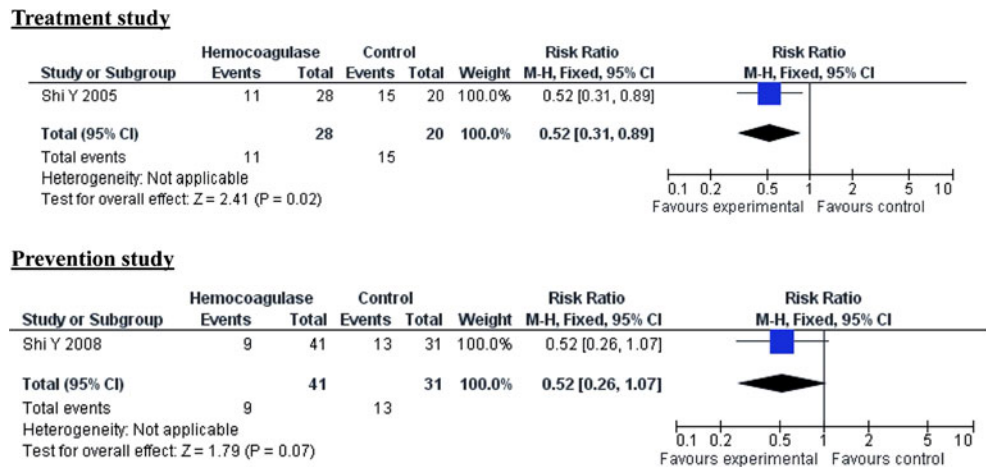 Treatment study
Hemocoagulase Control Risk Ratio Risk Ratio
Study or Subgroup Events Total Events Total Weight M-H, Fixed, 95% CI M-H, Fixed, 95% CI
Shi Y 2005 11 28 15 20 100.0% 0.52 [0.31, 0.89]
Total (95% CI) 28 20 100.0% 0.52 [0.31, 0.89]
Total events 11 15
Heterogeneity: Not applicable
Test for overall effect: Z = 2.41 (P = 0.02)
0.1 0.2 0.5 1 2 5 10
Favours experimental Favours control
Prevention study
Hemocoagulase Control Risk Ratio Risk Ratio
Study or Subgroup Events Total Events Total Weight M-H, Fixed, 95% CI M-H, Fixed, 95% CI
Shi Y 2008 9 41 13 31 100.0% 0.52 [0.26, 1.07]
Total (95% CI) 41 31 100.0% 0.52 [0.26, 1.07]
Total events 9 13
Heterogeneity: Not applicable
Test for overall effect: Z = 1.79 (P = 0.07)
0.1 0.2 0.5 1 2 5 10
Favours experimental Favours control